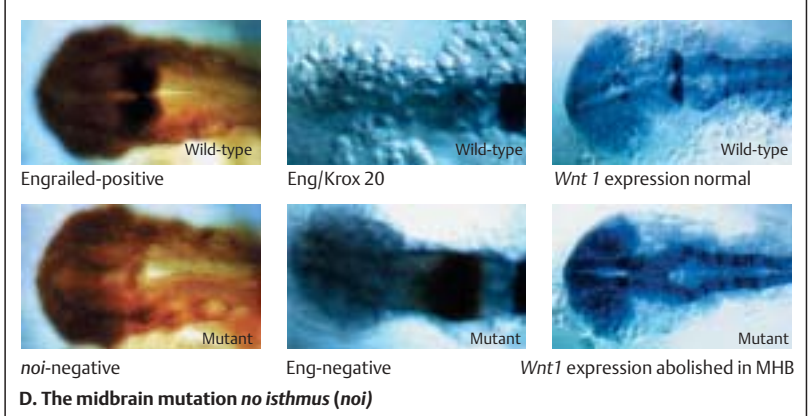 Wild-type
Wild-type
Wild-type
Engrailed-positive
Eng/Krox 20
Wnt 1 expression normal
Mutant
Mutant
Mutant
noi-negative
Eng-negative
Wnt1 expression abolished in MHB
D. The midbrain mutation no isthmus (noi)